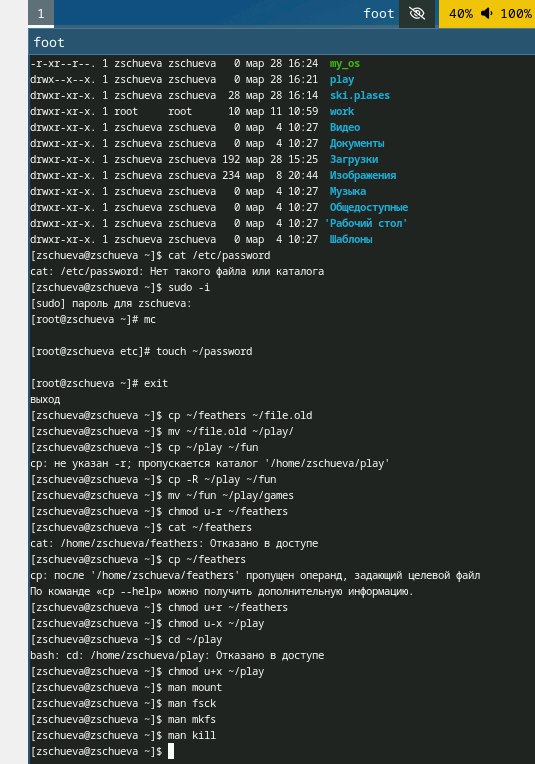 1 foot 40% 100%
foot
-r-xr--r--. 1 zschueva zschueva 0 мар 28 16:24 my_os
drwx--x--x. 1 zschueva zschueva 0 мар 28 16:21 play
drwxr-xr-x. 1 zschueva zschueva 28 мар 28 16:14 ski.plases
drwxr-xr-x. 1 root root 10 мар 11 10:59 work
drwxr-xr-x. 1 zschueva zschueva 0 мар 4 10:27 Видео
drwxr-xr-x. 1 zschueva zschueva 0 мар 4 10:27 Документы
drwxr-xr-x. 1 zschueva zschueva 192 мар 28 15:25 Загрузки
drwxr-xr-x. 1 zschueva zschueva 234 мар 8 20:44 Изображения
drwxr-xr-x. 1 zschueva zschueva 0 мар 4 10:27 Музыка
drwxr-xr-x. 1 zschueva zschueva 0 мар 4 10:27 Общедоступные
drwxr-xr-x. 1 zschueva zschueva 0 мар 4 10:27 'Рабочий стол'
drwxr-xr-x. 1 zschueva zschueva 0 мар 4 10:27 Шаблоны
[zschueva@zschueva ~]$ cat /etc/password
cat: /etc/password: Нет такого файла или каталога
[zschueva@zschueva ~]$ sudo -i
[sudo] пароль для zschueva:
[root@zschueva ~]# mc
[root@zschueva etc]# touch ~/password
[root@zschueva ~]# exit
выход
[zschueva@zschueva ~]$ cp ~/feathers ~/file.old
[zschueva@zschueva ~]$ mv ~/file.old ~/play/
[zschueva@zschueva ~]$ cp ~/play ~/fun
cp: не указан -r; пропускается каталог '/home/zschueva/play'
[zschueva@zschueva ~]$ cp -R ~/play ~/fun
[zschueva@zschueva ~]$ mv ~/fun ~/play/games
[zschueva@zschueva ~]$ chmod u-r ~/feathers
[zschueva@zschueva ~]$ cat ~/feathers
cat: /home/zschueva/feathers: Отказано в доступе
[zschueva@zschueva ~]$ cp ~/feathers
cp: после '/home/zschueva/feathers' пропущен операнд, задающий целевой файл
По команде «cp --help» можно получить дополнительную информацию.
[zschueva@zschueva ~]$ chmod u+r ~/feathers
[zschueva@zschueva ~]$ chmod u-x ~/play
[zschueva@zschueva ~]$ cd ~/play
bash: cd: /home/zschueva/play: Отказано в доступе
[zschueva@zschueva ~]$ chmod u+x ~/play
[zschueva@zschueva ~]$ man mount
[zschueva@zschueva ~]$ man fsck
[zschueva@zschueva ~]$ man mkfs
[zschueva@zschueva ~]$ man kill
[zschueva@zschueva ~]$